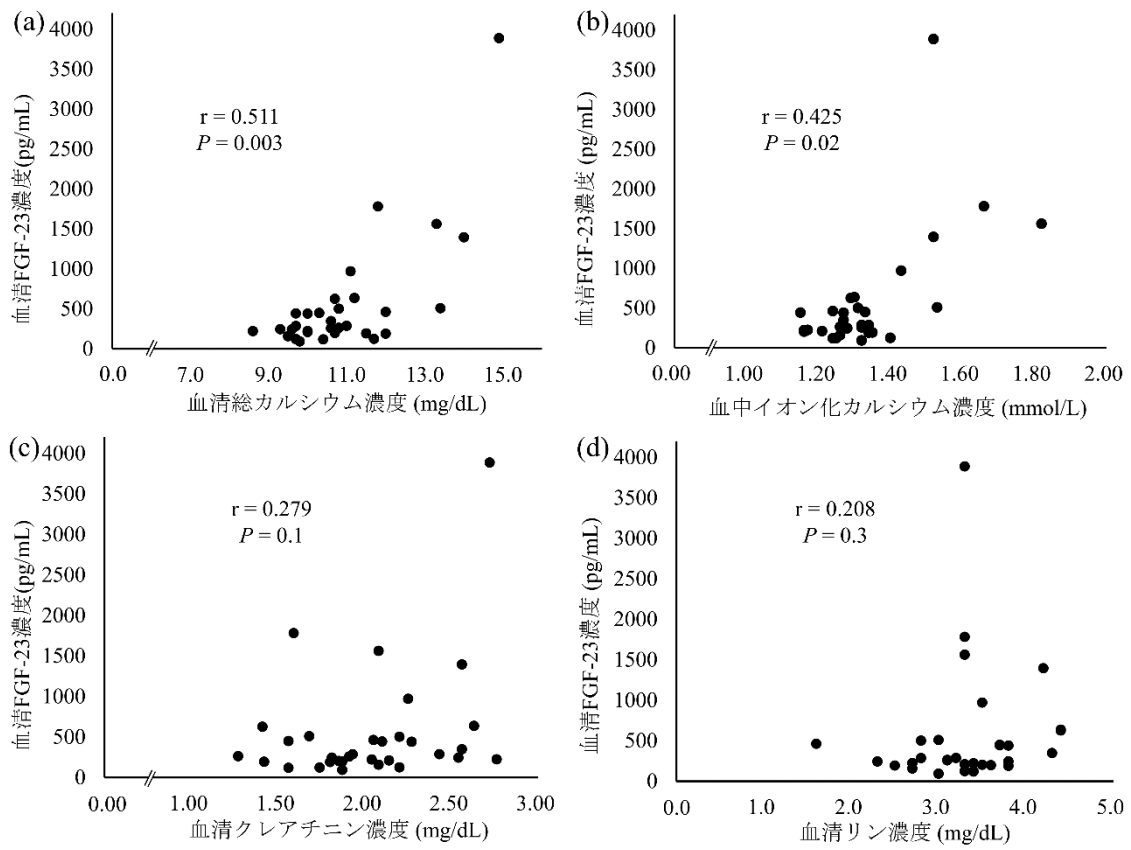 (a)
血清FGF-23濃度(pg/mL)
4000
3500
3000
2500
2000
1500
1000
500
0
r = 0.511
P = 0.003
0.0 7.0 9.0 11.0 13.0 15.0
血清総カルシウム濃度 (mg/dL)
(b)
血清FGF-23濃度 (pg/mL)
4000
3500
3000
2500
2000
1500
1000
500
0
r = 0.425
P = 0.02
0.0 1.00 1.20 1.40 1.60 1.80 2.00
血中イオン化カルシウム濃度 (mmol/L)
(c)
血清FGF-23濃度(pg/mL)
4000
3500
3000
2500
2000
1500
1000
500
0
r = 0.279
P = 0.1
0.00 1.00 1.50 2.00 2.50 3.00
血清クレアチニン濃度 (mg/dL)
(d)
血清FGF-23濃度 (pg/mL)
4000
3500
3000
2500
2000
1500
1000
500
0
r = 0.208
P = 0.3
0.0 1.0 2.0 3.0 4.0 5.0
血清リン濃度 (mg/dL)